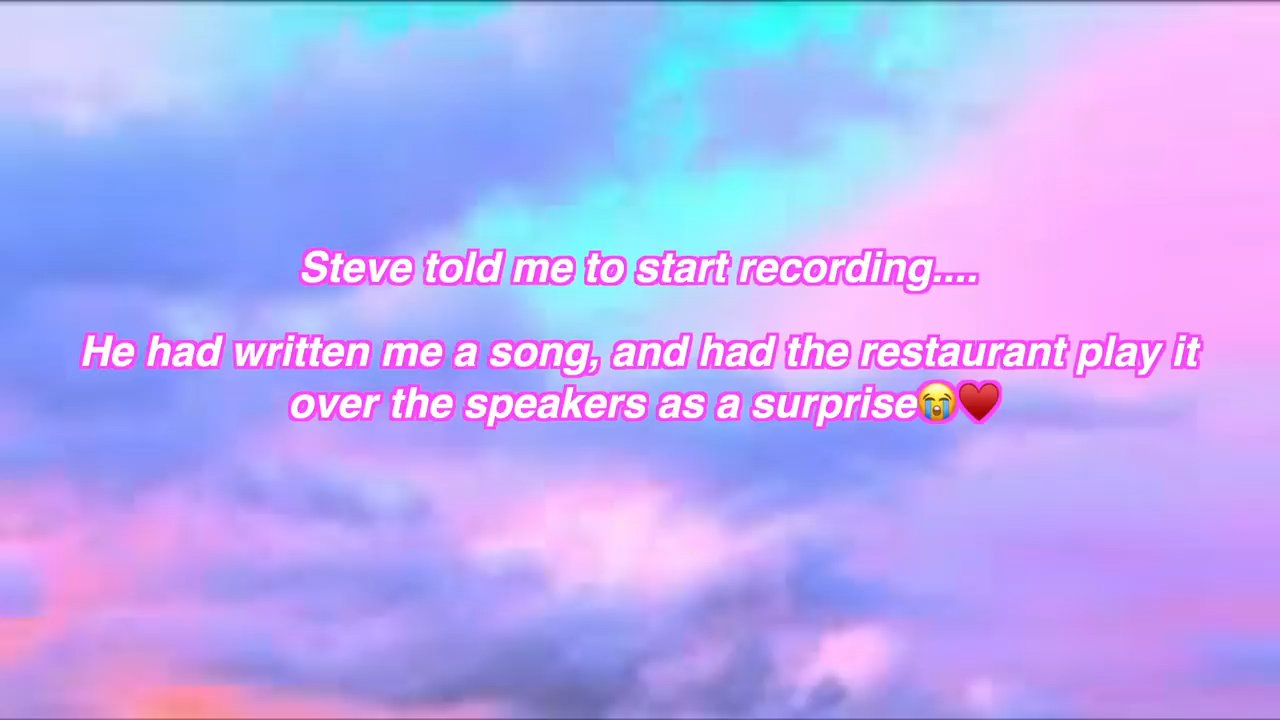 Steve told me to start recording....
He had written me a song, and had the restaurant play it
over the speakers as a surprise😭♥️